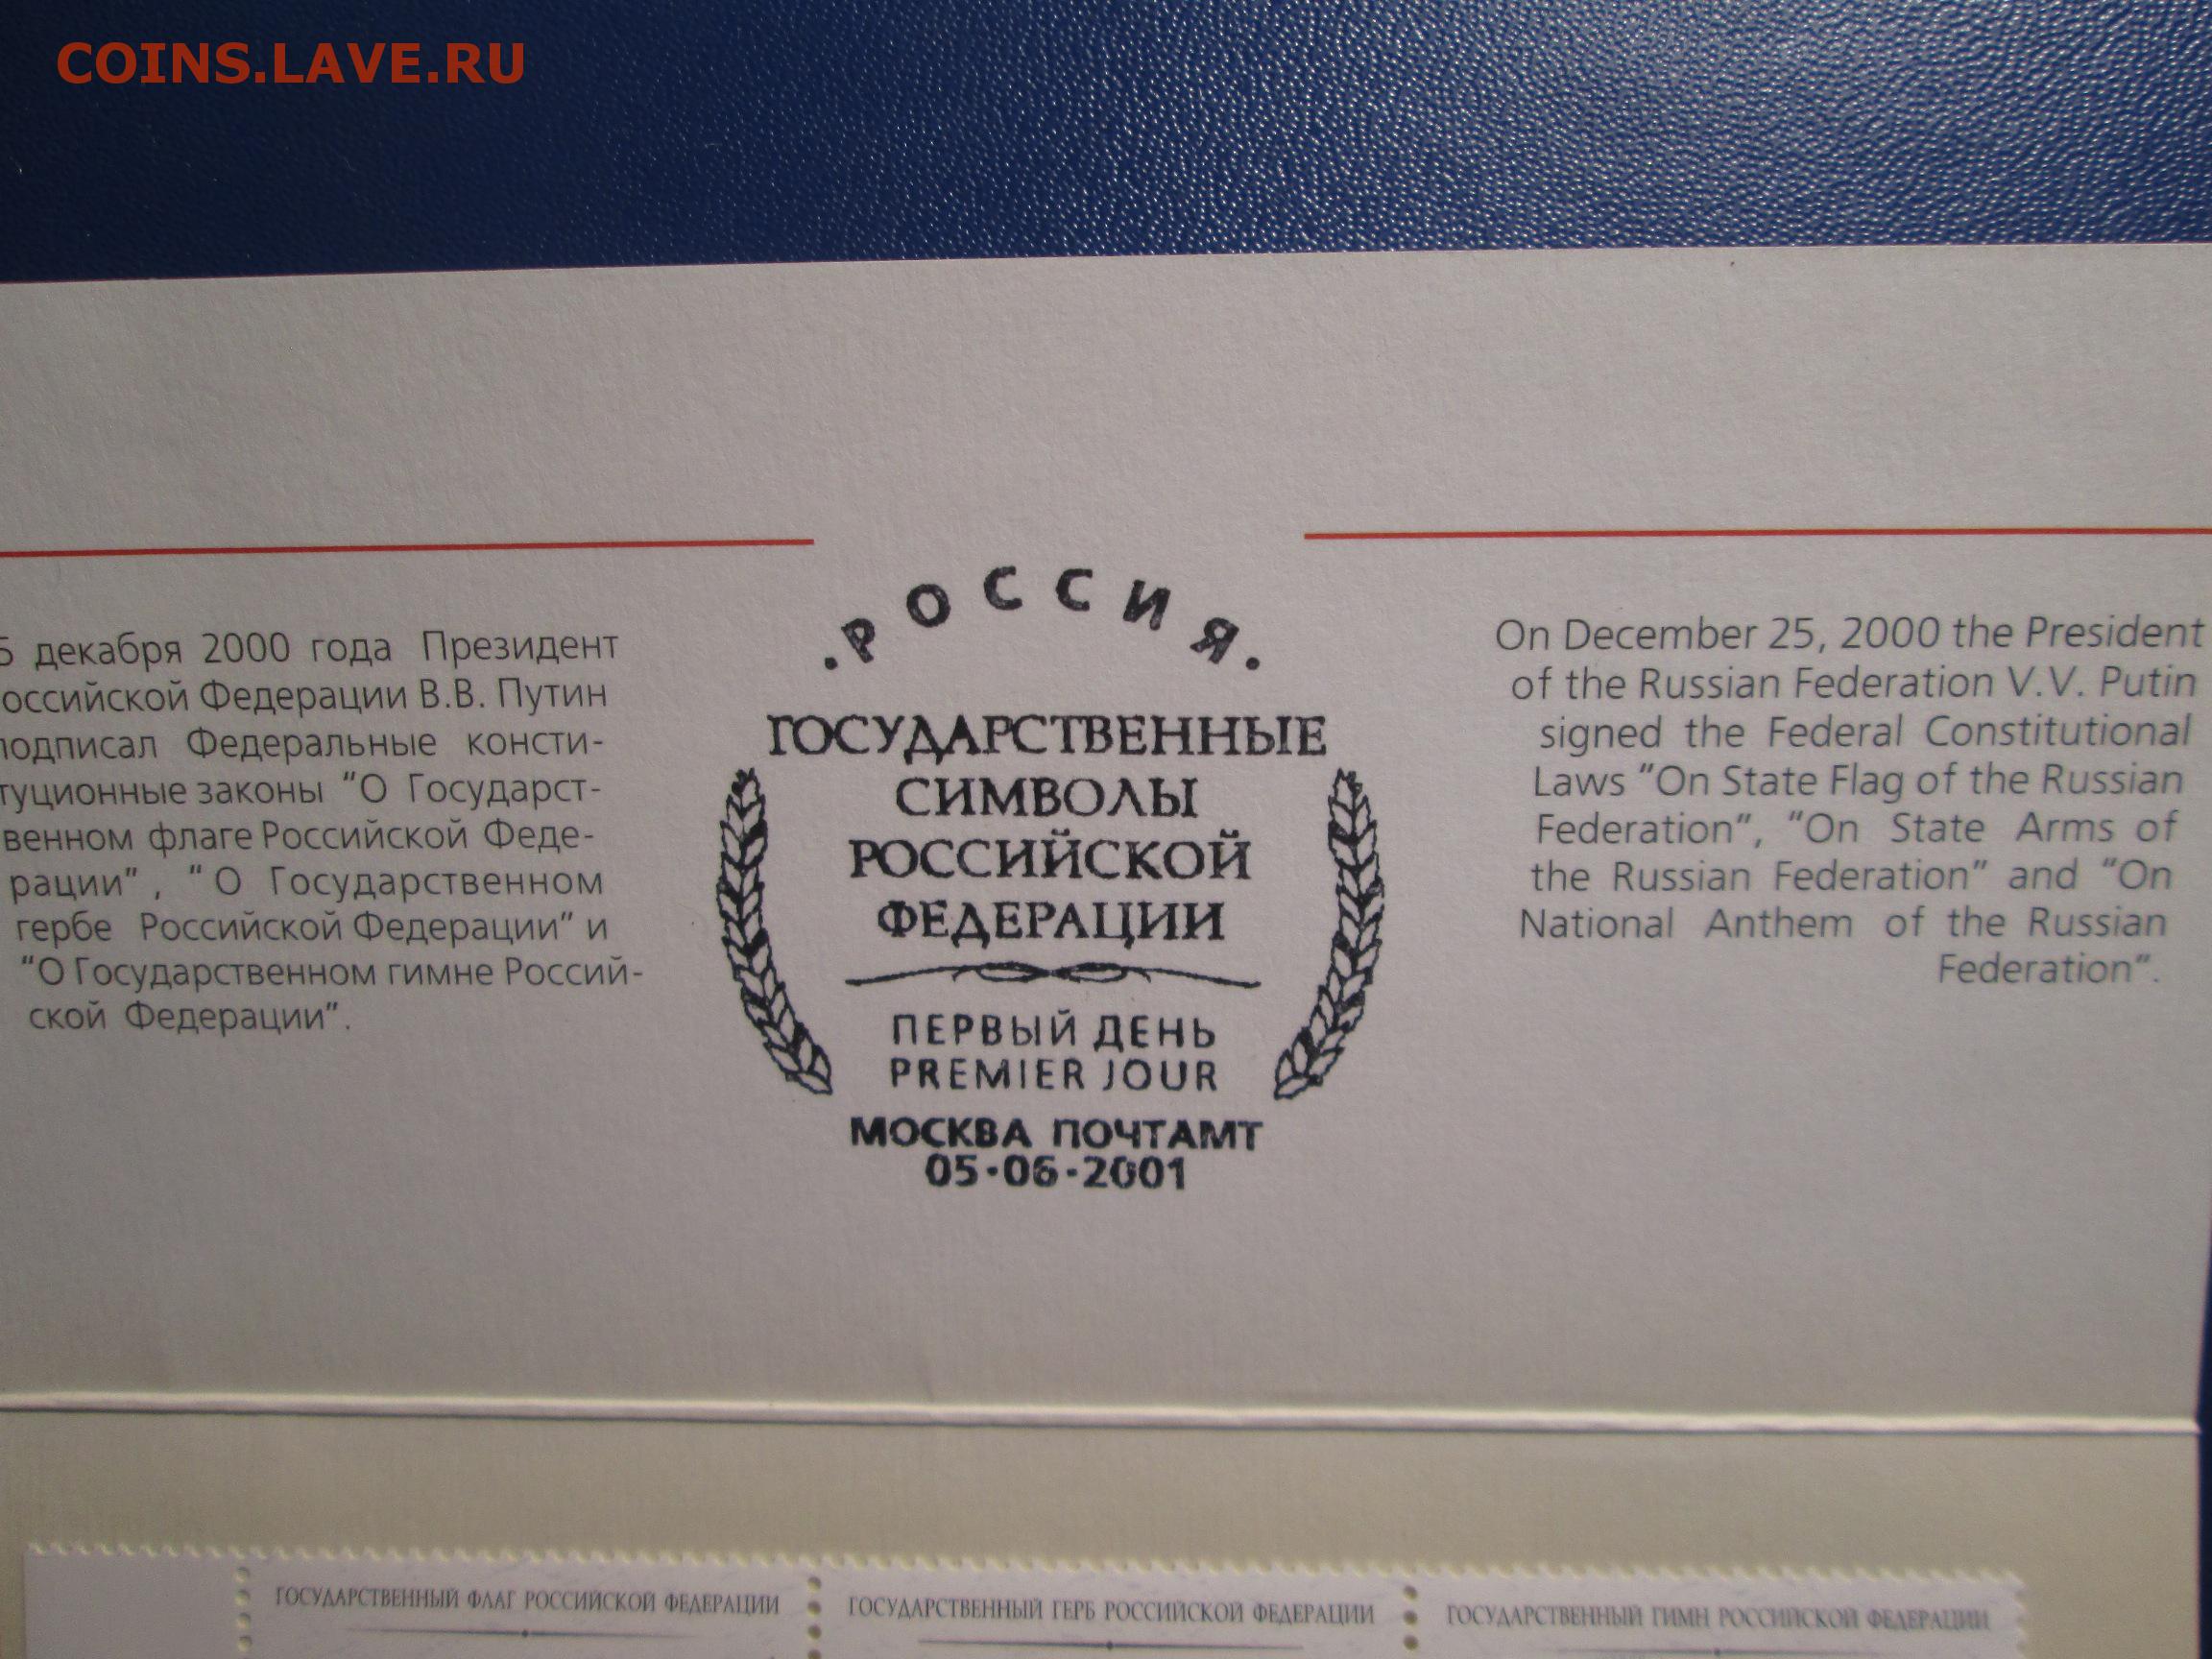 COINS.LAVE.RU
5 декабря 2000 года Президент
оссийской Федерации В.В. Путин
подписал Федеральные консти-
туционные законы "О Государст-
венном флаге Российской Феде-
рации", "О Государственном
гербе Российской Федерации" и
"О Государственном гимне Россий-
ской Федерации".
·РОССИЯ·
ГОСУДАРСТВЕННЫЕ
СИМВОЛЫ
РОССИЙСКОЙ
ФЕДЕРАЦИИ
ПЕРВЫЙ ДЕНЬ
PREMIER JOUR
МОСКВА ПОЧТАМТ
05·06·2001
On December 25, 2000 the President
of the Russian Federation V.V. Putin
signed the Federal Constitutional
Laws "On State Flag of the Russian
Federation", "On State Arms of
the Russian Federation" and "On
National Anthem of the Russian
Federation".
ГОСУДАРСТВЕННЫЙ ФЛАГ РОССИЙСКОЙ ФЕДЕРАЦИИ
ГОСУДАРСТВЕННЫЙ ГЕРБ РОССИЙСКОЙ ФЕДЕРАЦИИ
ГОСУДАРСТВЕННЫЙ ГИМН РОССИЙСКОЙ ФЕДЕРАЦИИ